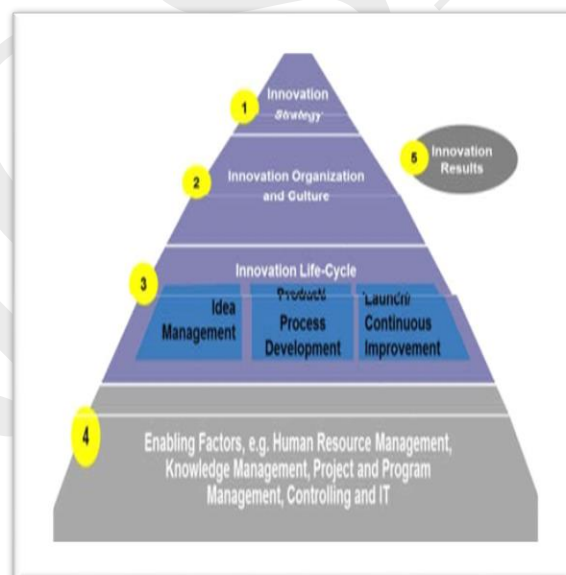 1
Innovation
Strategy
5
Innovation
Results
2
Innovation Organization
and Culture
3
Innovation Life-Cycle
Idea
Management
Product/
Process
Development
Launch/
Continuous
Improvement
4
Enabling Factors, e.g. Human Resource Management,
Knowledge Management, Project and Program
Management, Controlling and IT